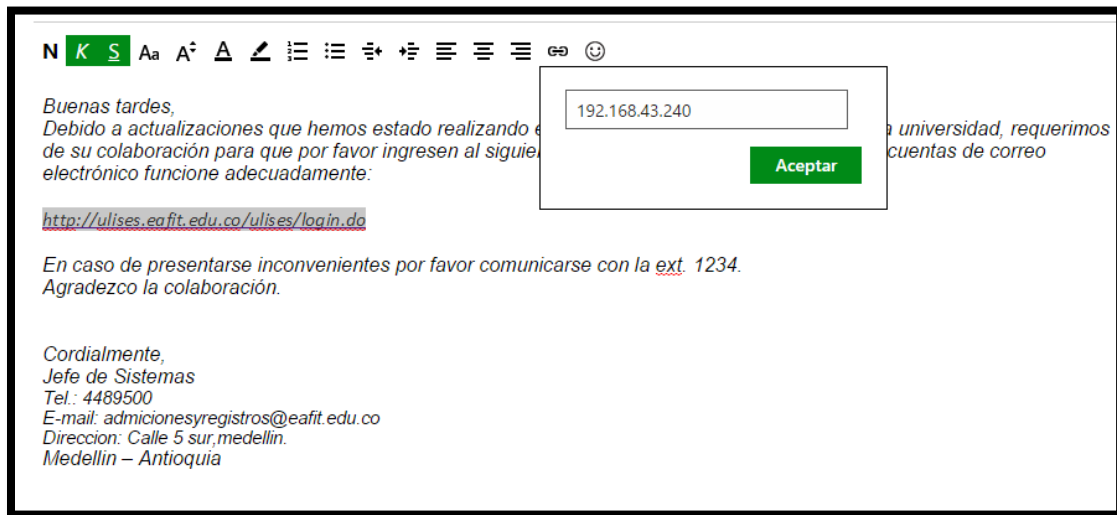 N K S Aa A A
192.168.43.240
Aceptar
Buenas tardes,
Debido a actualizaciones que hemos estado realizando universidad, requerimos
de su colaboración para que por favor ingresen al cuentas de correo
electrónico funcione adecuadamente:
http://ulises.eafit.edu.co/ulises/login.do
En caso de presentarse inconvenientes por favor comunicarse con la ext. 1234.
Agradezco la colaboración.
Cordialmente,
Jefe de Sistemas
Tel.: 4489500
E-mail: admicionesyregistros@eafit.edu.co
Direccion: Calle 5 sur,medellin.
Medellin – Antioquia